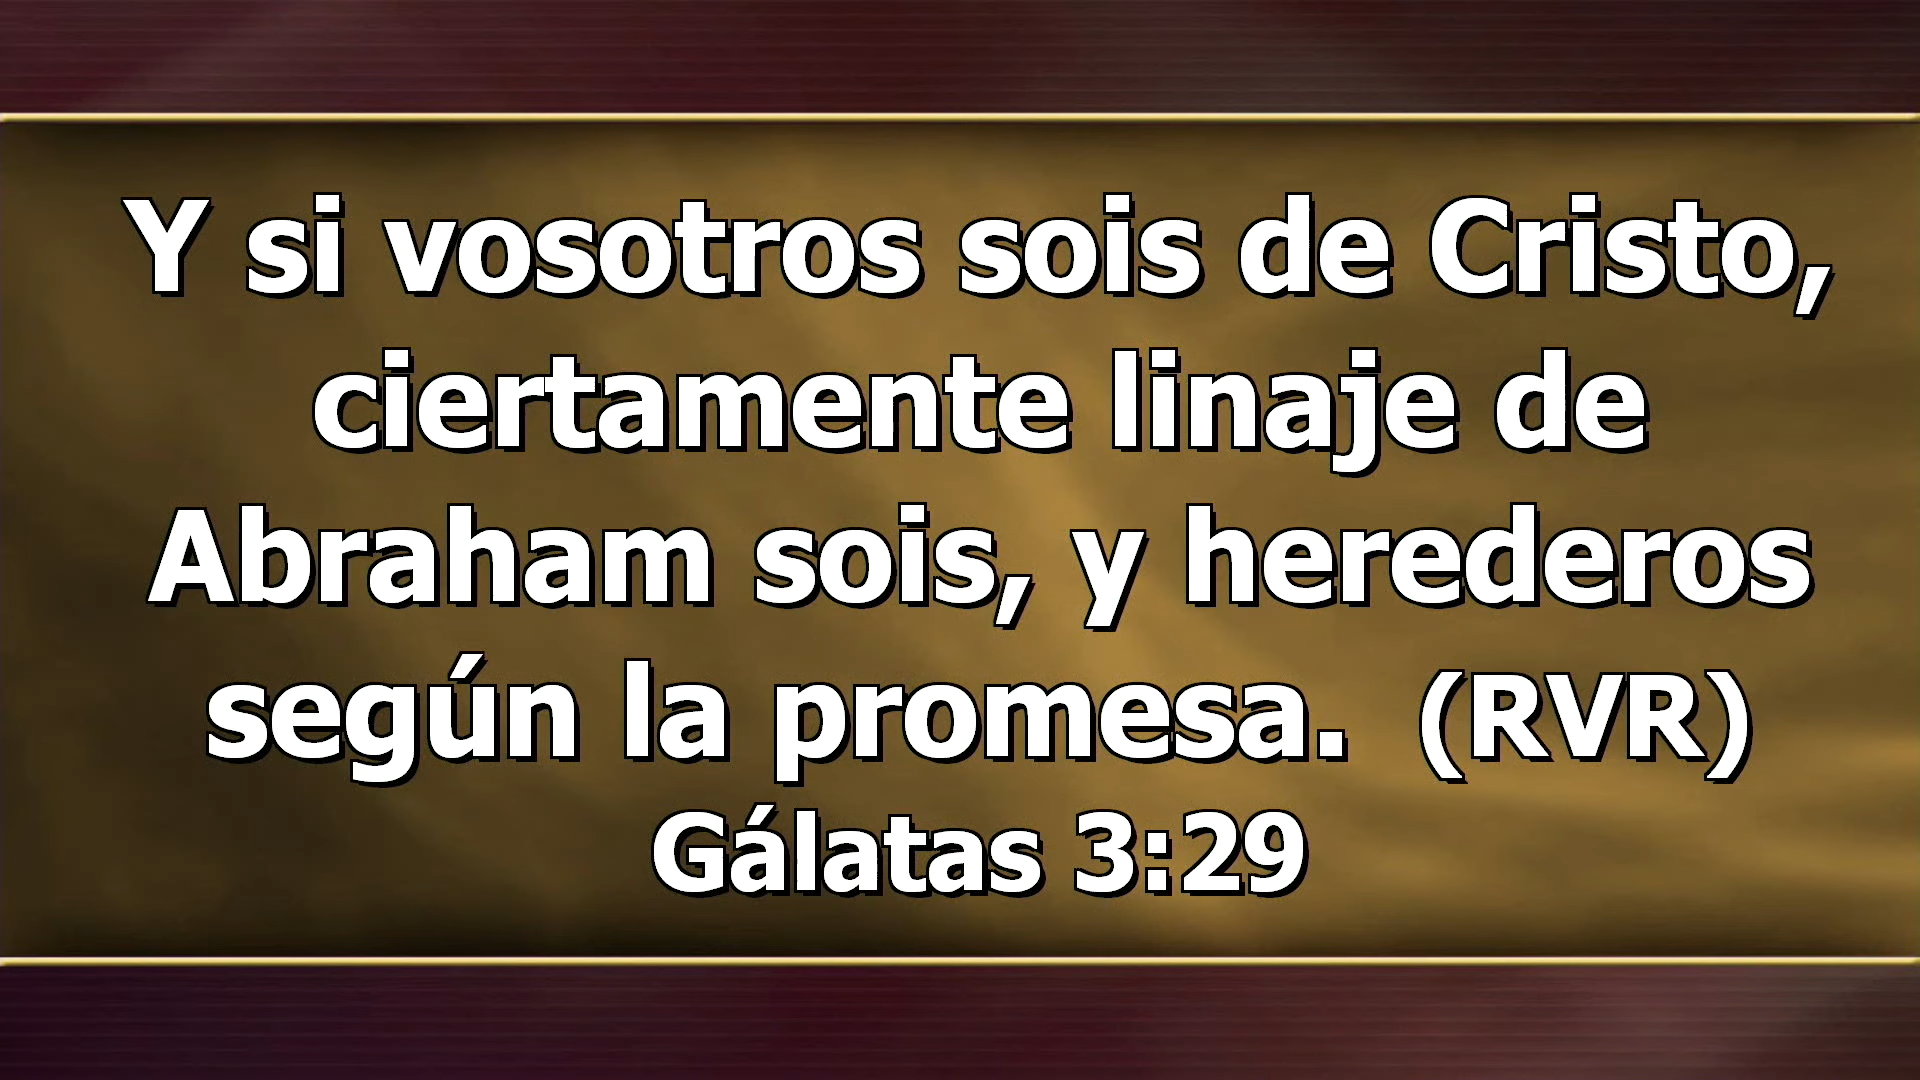 Y si vosotros sois de Cristo,
ciertamente linaje de
Abraham sois, y herederos
según la promesa.  (RVR)
Gálatas 3:29